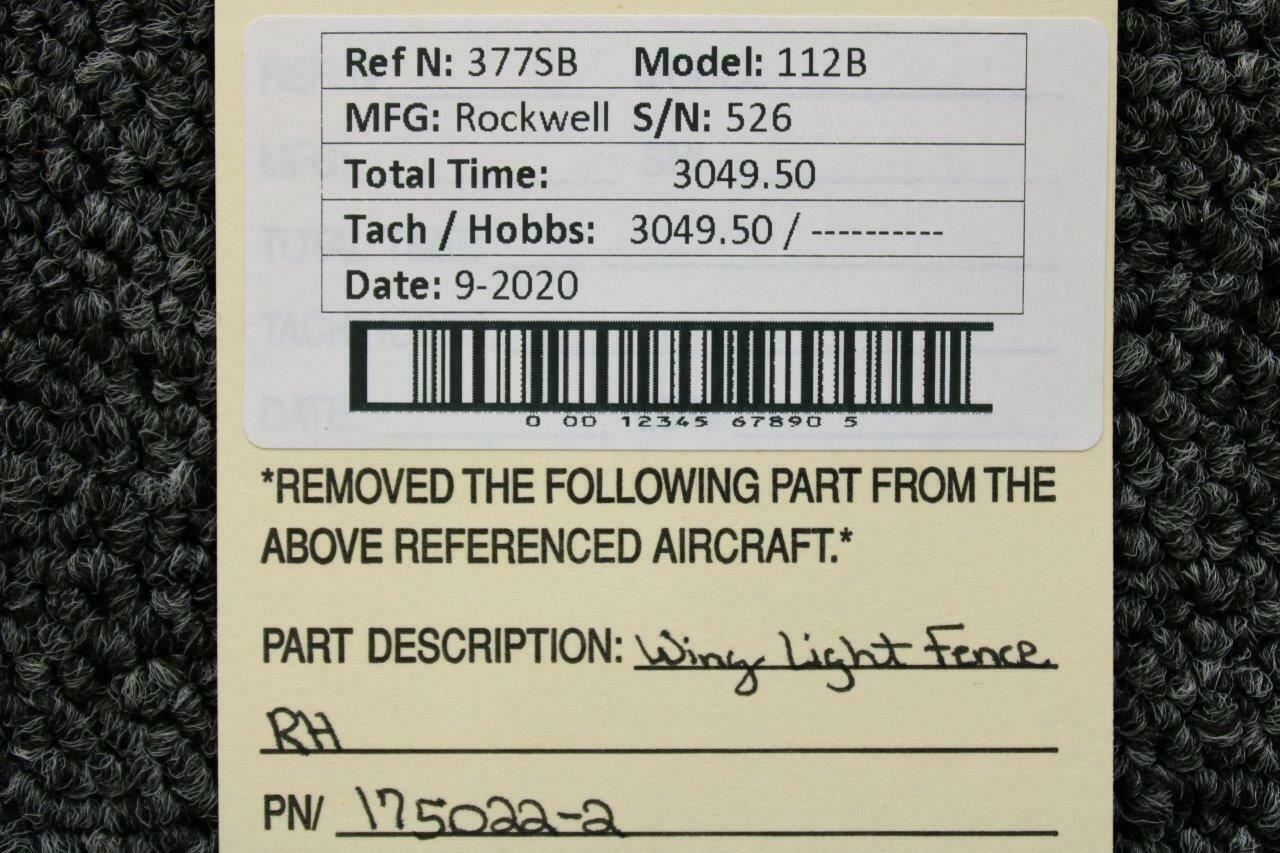 Ref N: 377SB Model: 112B
MFG: Rockwell S/N: 526
Total Time: 3049.50
Tach / Hobbs: 3049.50 / ----------
Date: 9-2020
0 00 12345 67890 5
*REMOVED THE FOLLOWING PART FROM THE
ABOVE REFERENCED AIRCRAFT.*
PART DESCRIPTION: Wing Light Fence
RH
PN/ 175022-2